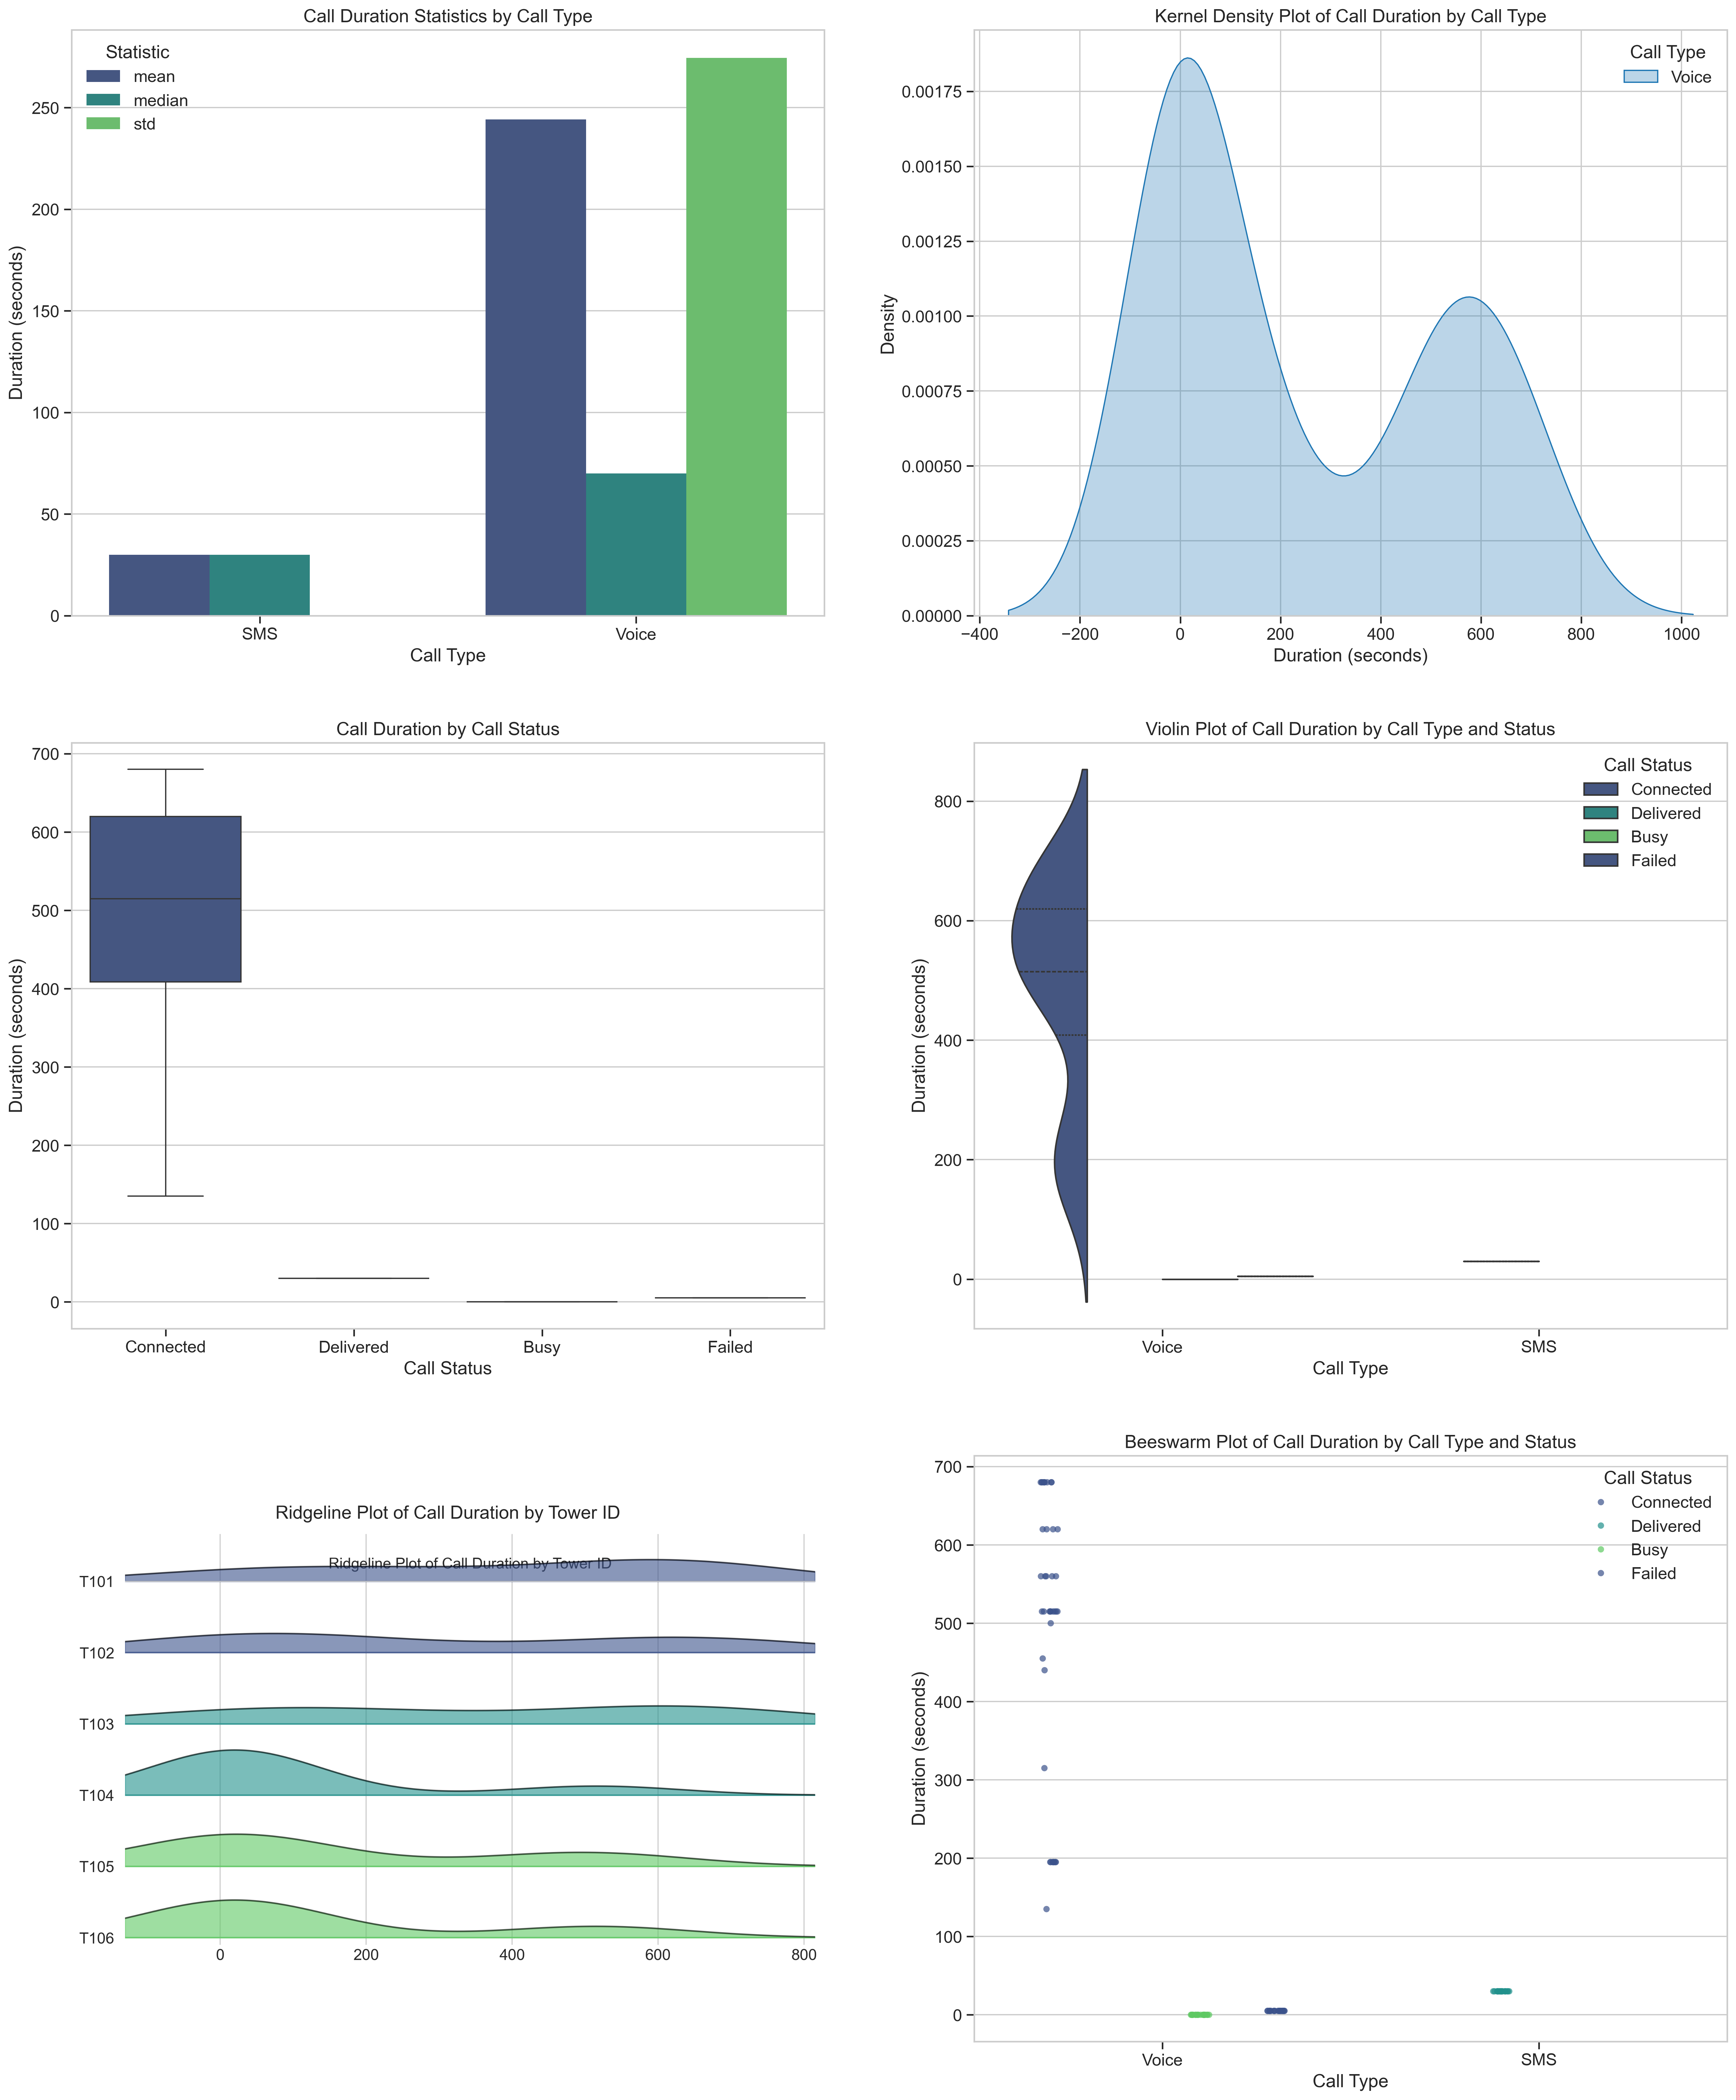 Call Duration Statistics by Call Type
Statistic
mean
median
std
250
200
150
100
50
0
Duration (seconds)
SMS
Voice
Call Type
Kernel Density Plot of Call Duration by Call Type
Call Type
Voice
0.00175
0.00150
0.00125
0.00100
0.00075
0.00050
0.00025
0.00000
Density
−400 −200 0 200 400 600 800 1000
Duration (seconds)
Call Duration by Call Status
700
600
500
400
300
200
100
0
Duration (seconds)
Connected Delivered Busy Failed
Call Status
Violin Plot of Call Duration by Call Type and Status
Call Status
Connected
Delivered
Busy
Failed
800
600
400
200
0
Duration (seconds)
Voice SMS
Call Type
Ridgeline Plot of Call Duration by Tower ID
Ridgeline Plot of Call Duration by Tower ID
T101
T102
T103
T104
T105
T106
0 200 400 600 800
Beeswarm Plot of Call Duration by Call Type and Status
Call Status
Connected
Delivered
Busy
Failed
700
600
500
400
300
200
100
0
Duration (seconds)
Voice SMS
Call Type